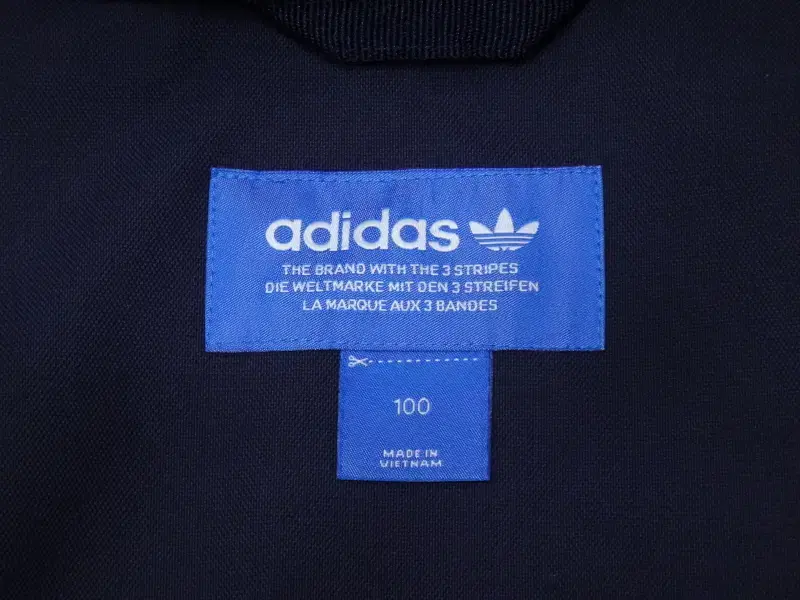 adidas
THE BRAND WITH THE 3 STRIPES
DIE WELTMARKE MIT DEN 3 STREIFEN
LA MARQUE AUX 3 BANDES
100
MADE IN
VIETNAM